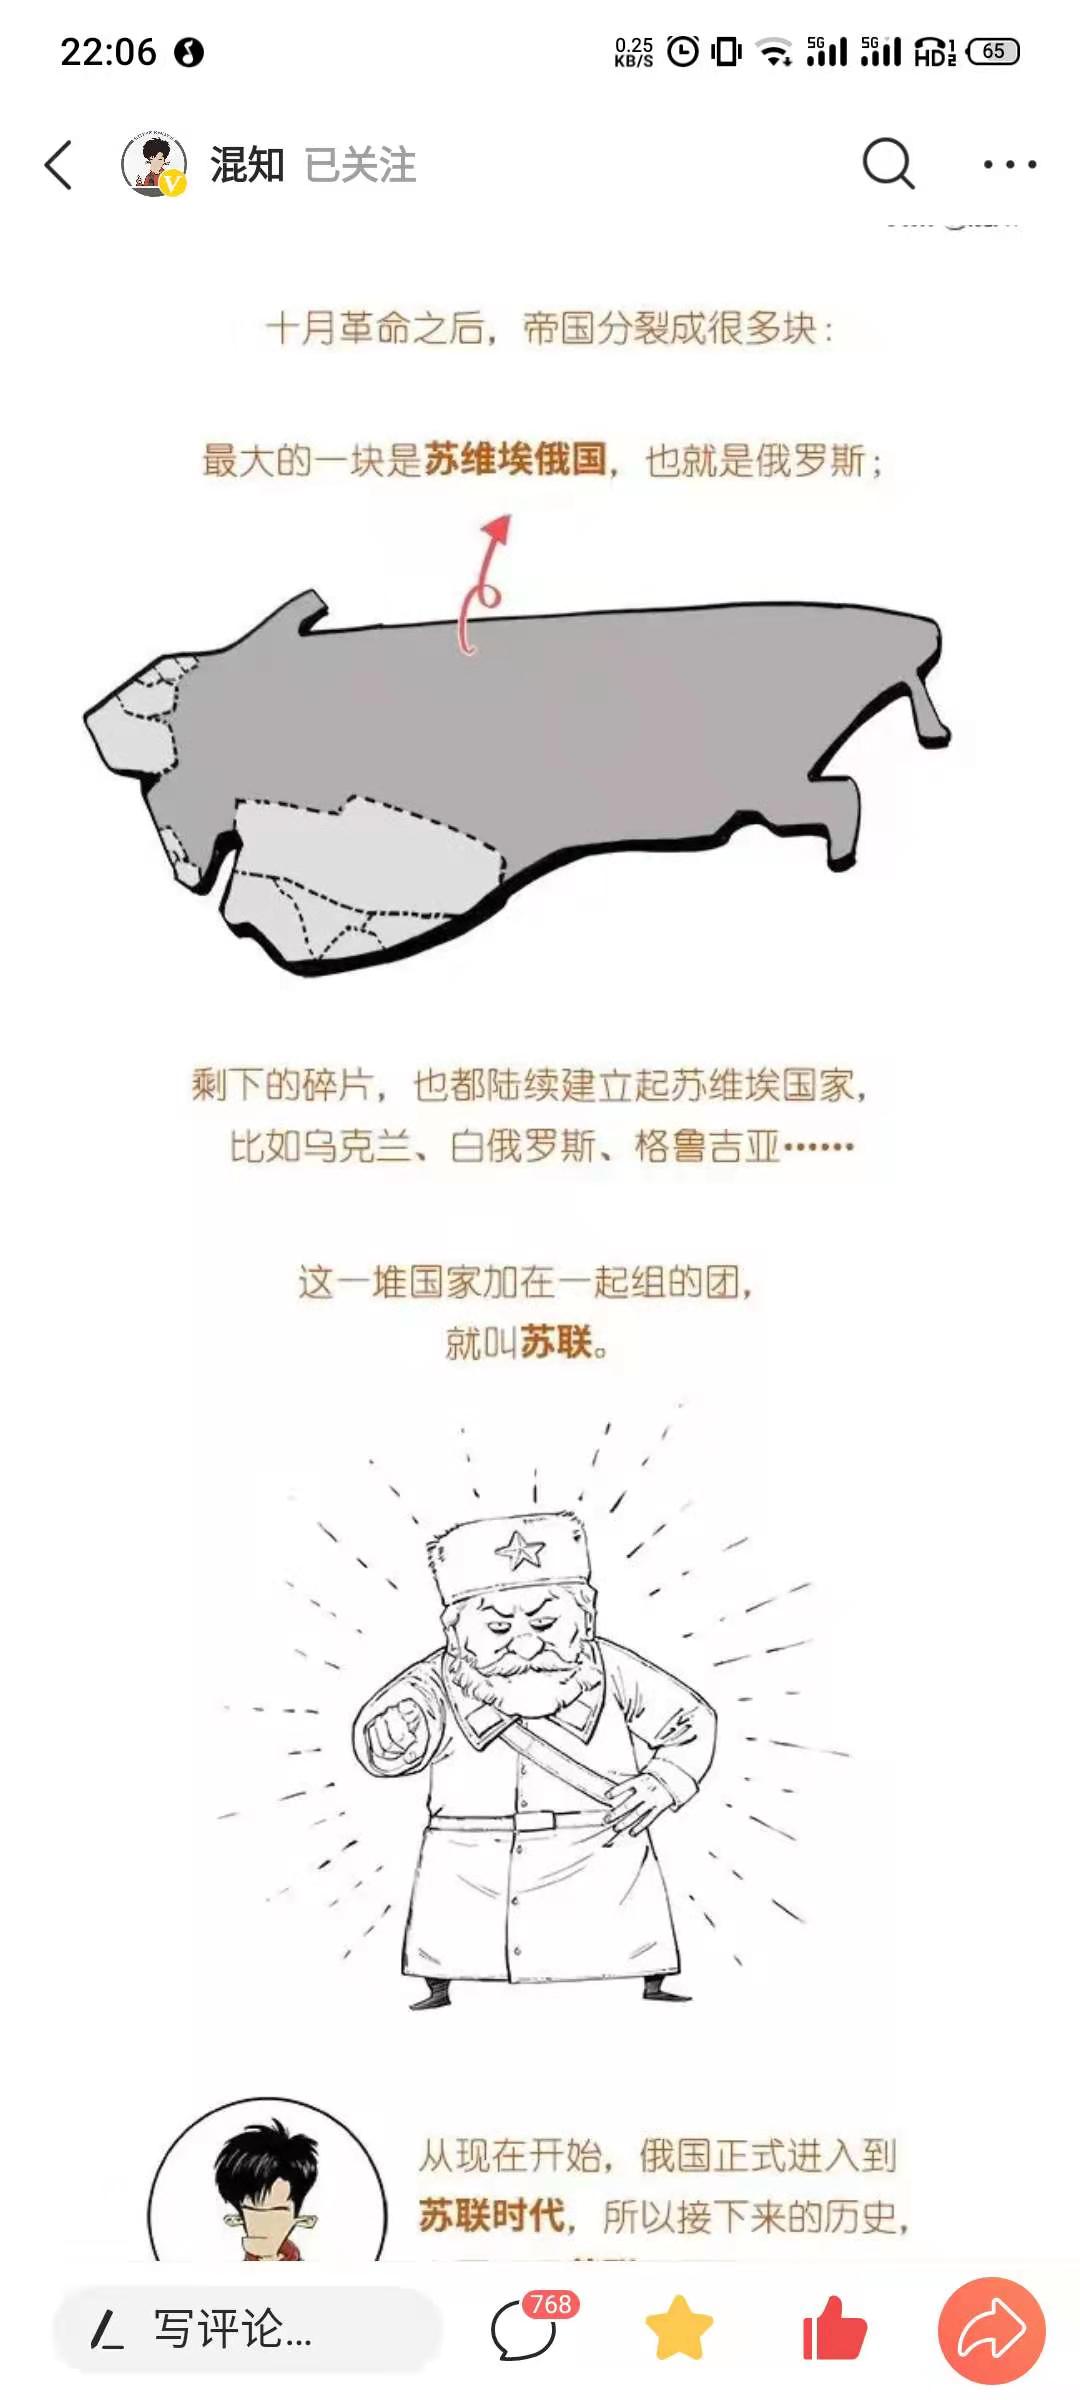 22:06
0.25
KB/S
5G
5G
HD 1 2
65
混知 已关注
十月革命之后，帝国分裂成很多块：
最大的一块是苏维埃俄国，也就是俄罗斯；
剩下的碎片，也都陆续建立起苏维埃国家，
比如乌克兰、白俄罗斯、格鲁吉亚……
这一堆国家加在一起组的团，
就叫苏联。
从现在开始，俄国正式进入到
苏联时代，所以接下来的历史，
写评论...
768